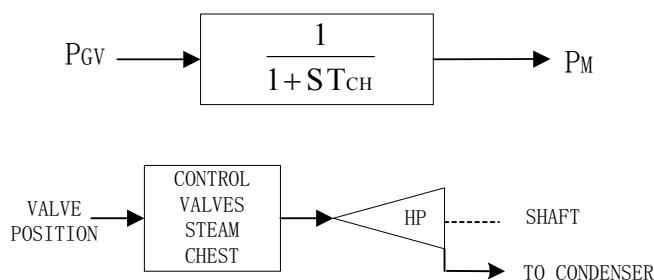 PGV
1
1+STCH
PM
VALVE
POSITION
CONTROL
VALVES
STEAM
CHEST
HP
SHAFT
TO CONDENSER